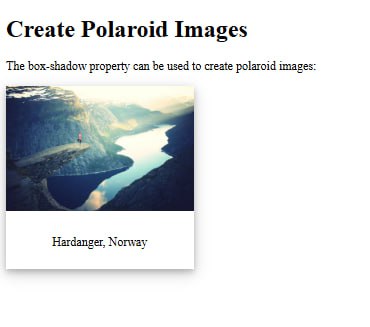 Create Polaroid Images
The box-shadow property can be used to create polaroid images:
Hardanger, Norway